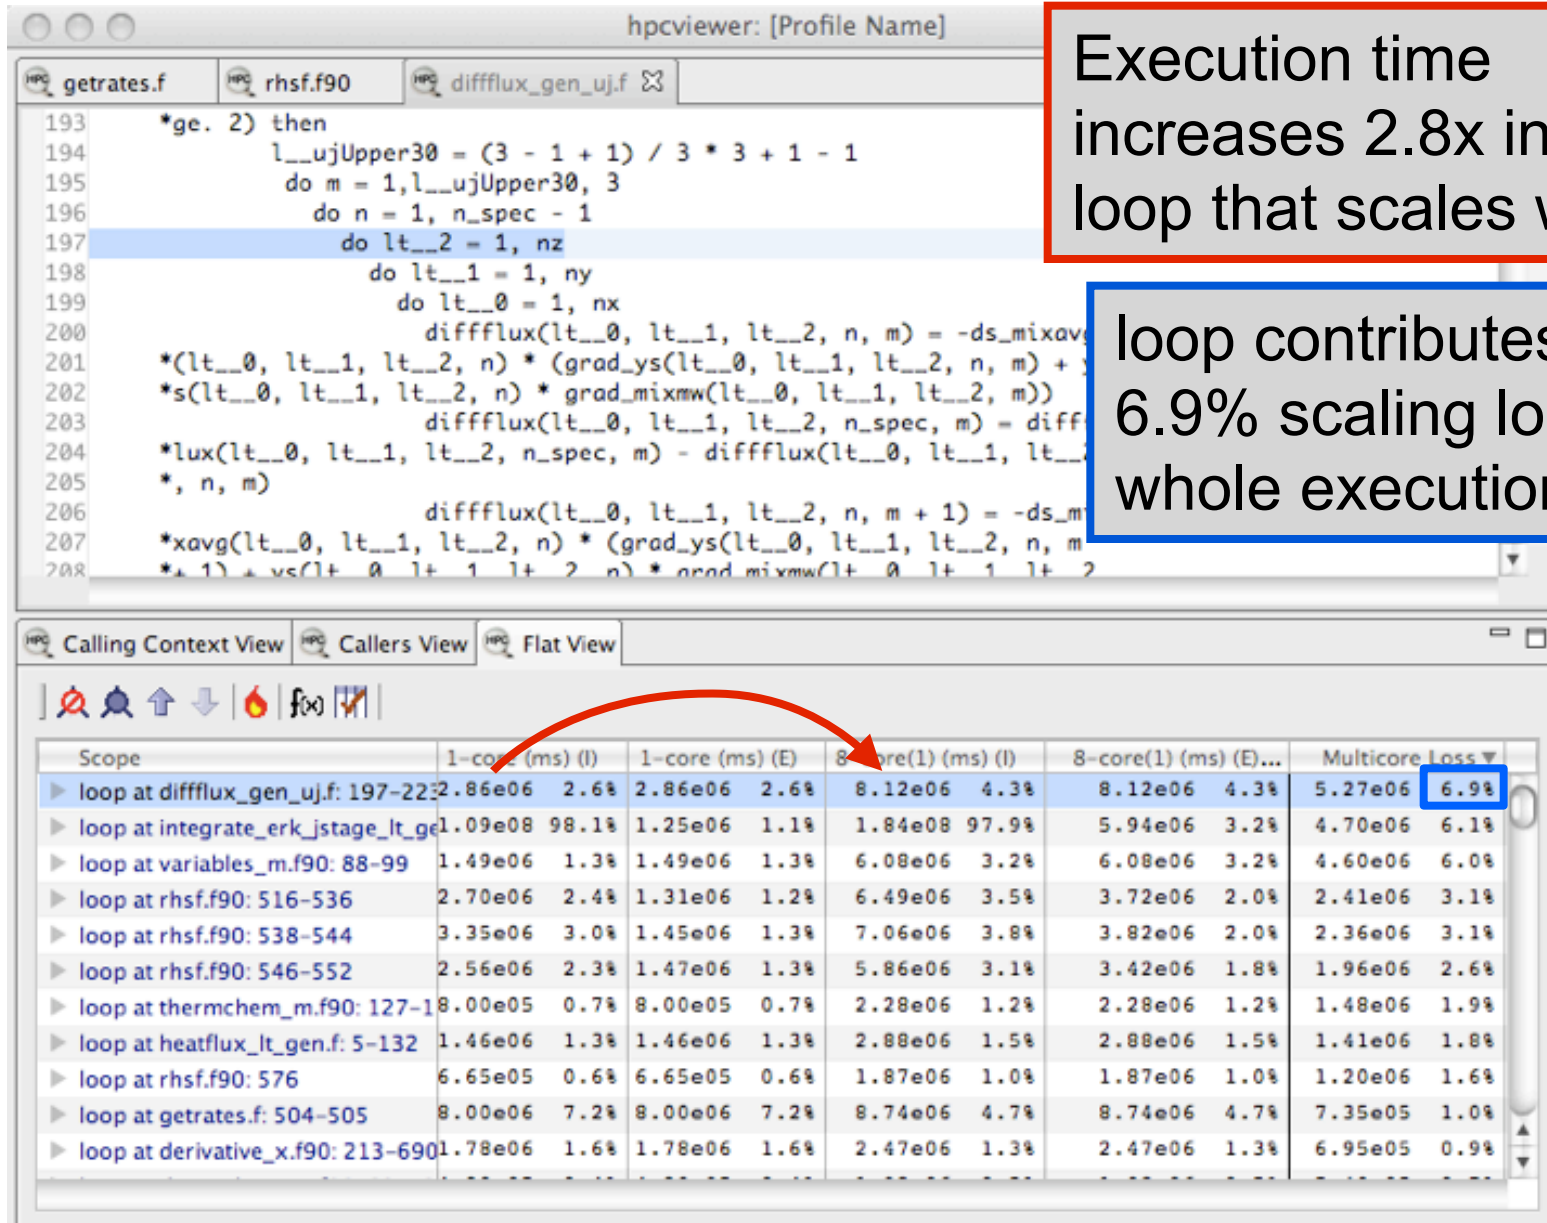 hpcviewer: [Profile Name]
getrates.f rhsf.f90 diffflux_gen_uj.f
193 *ge. 2) then
194 l__ujUpper30 = (3 - 1 + 1) / 3 * 3 + 1 - 1
195 do m = 1,l__ujUpper30, 3
196 do n = 1, n_spec - 1
197 do lt__2 = 1, nz
198 do lt__1 = 1, ny
199 do lt__0 = 1, nx
200 diffflux(lt__0, lt__1, lt__2, n, m) = -ds_mixav
201 *(lt__0, lt__1, lt__2, n) * (grad_ys(lt__0, lt__1, lt__2, n, m) +
202 *s(lt__0, lt__1, lt__2, n) * grad_mixmw(lt__0, lt__1, lt__2, m))
203 diffflux(lt__0, lt__1, lt__2, n_spec, m) = diff
204 *lux(lt__0, lt__1, lt__2, n_spec, m) - diffflux(lt__0, lt__1, lt__2
205 *, n, m)
206 diffflux(lt__0, lt__1, lt__2, n, m + 1) = -ds_m
207 *xavg(lt__0, lt__1, lt__2, n) * (grad_ys(lt__0, lt__1, lt__2, n, m
208 *+ 1) + ys(lt__0, lt__1, lt__2, n) * grad_mixmw(lt__0, lt__1, lt__2
Execution time
increases 2.8x in
loop that scales w
loop contributes
6.9% scaling lo
whole execution
Calling Context View Callers View Flat View
f(x)
Scope 1-core (ms) (I) 1-core (ms) (E) 8-core(1) (ms) (I) 8-core(1) (ms) (E)... Multicore Loss
loop at diffflux_gen_uj.f: 197-223 2.86e06 2.6% 2.86e06 2.6% 8.12e06 4.3% 8.12e06 4.3% 5.27e06 6.9%
loop at integrate_erk_jstage_lt_ge 1.09e08 98.1% 1.25e06 1.1% 1.84e08 97.9% 5.94e06 3.2% 4.70e06 6.1%
loop at variables_m.f90: 88-99 1.49e06 1.3% 1.49e06 1.3% 6.08e06 3.2% 6.08e06 3.2% 4.60e06 6.0%
loop at rhsf.f90: 516-536 2.70e06 2.4% 1.31e06 1.2% 6.49e06 3.5% 3.72e06 2.0% 2.41e06 3.1%
loop at rhsf.f90: 538-544 3.35e06 3.0% 1.45e06 1.3% 7.06e06 3.8% 3.82e06 2.0% 2.36e06 3.1%
loop at rhsf.f90: 546-552 2.56e06 2.3% 1.47e06 1.3% 5.86e06 3.1% 3.42e06 1.8% 1.96e06 2.6%
loop at thermchem_m.f90: 127-1 8.00e05 0.7% 8.00e05 0.7% 2.28e06 1.2% 2.28e06 1.2% 1.48e06 1.9%
loop at heatflux_lt_gen.f: 5-132 1.46e06 1.3% 1.46e06 1.3% 2.88e06 1.5% 2.88e06 1.5% 1.41e06 1.8%
loop at rhsf.f90: 576 6.65e05 0.6% 6.65e05 0.6% 1.87e06 1.0% 1.87e06 1.0% 1.20e06 1.6%
loop at getrates.f: 504-505 8.00e06 7.2% 8.00e06 7.2% 8.74e06 4.7% 8.74e06 4.7% 7.35e05 1.0%
loop at derivative_x.f90: 213-690 1.78e06 1.6% 1.78e06 1.6% 2.47e06 1.3% 2.47e06 1.3% 6.95e05 0.9%